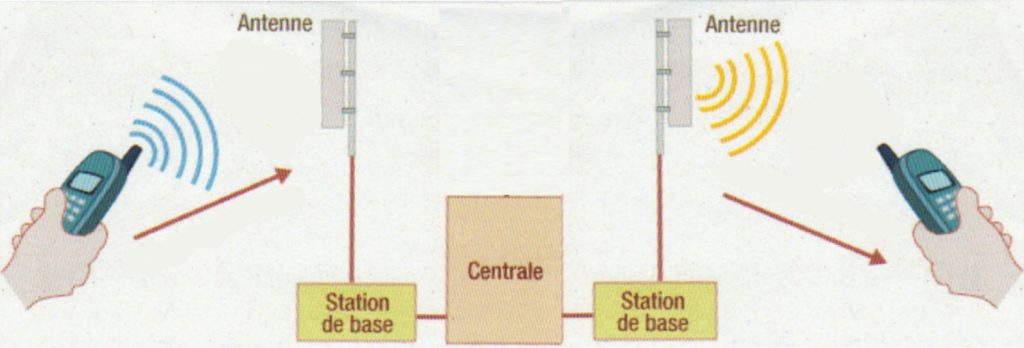 Antenne
Antenne
Centrale
Station
de base
Station
de base